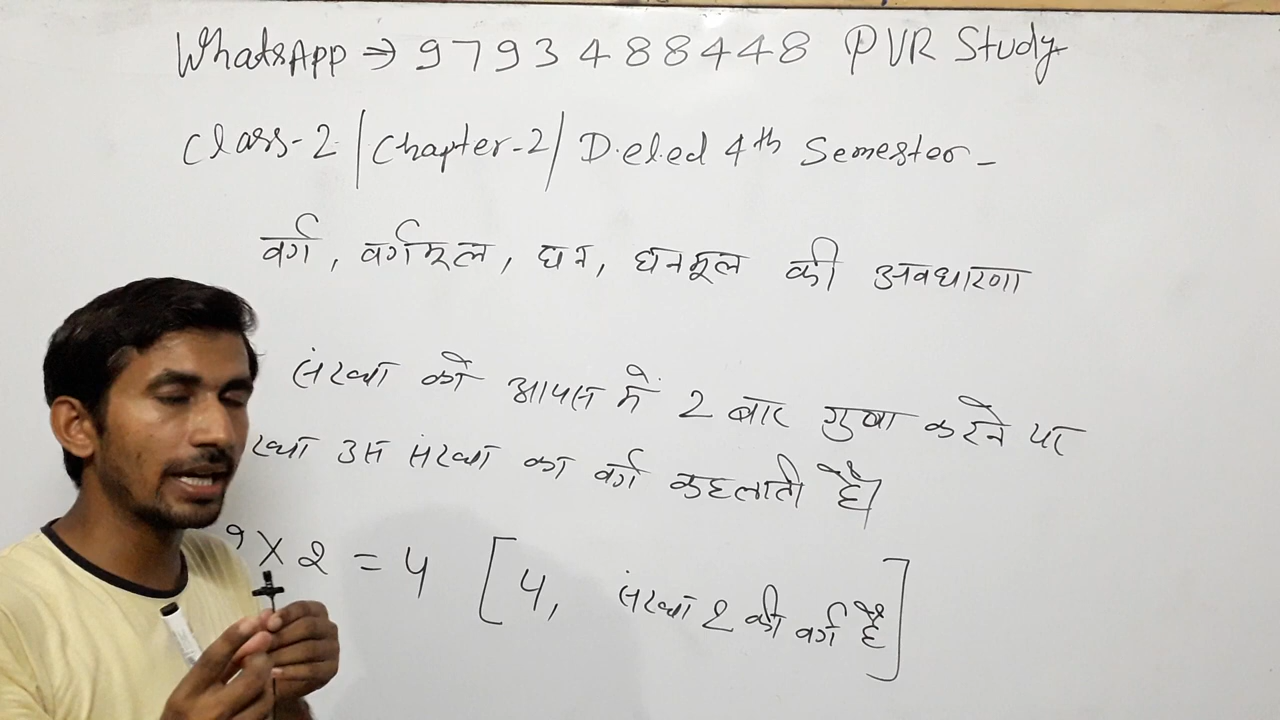 WhatsApp ⇒ 9793488448 PVR Study
Class-2 / Chapter-2 / D.el.ed 4th Semester -
वर्ग, वर्गमूल, घन, घनमूल की अवधारणा
संख्या को आपस में 2 बार गुणा करने पर
उस संख्या का वर्ग कहलाती है।
× 2 = 4 [4, संख्या 2 की वर्ग है]